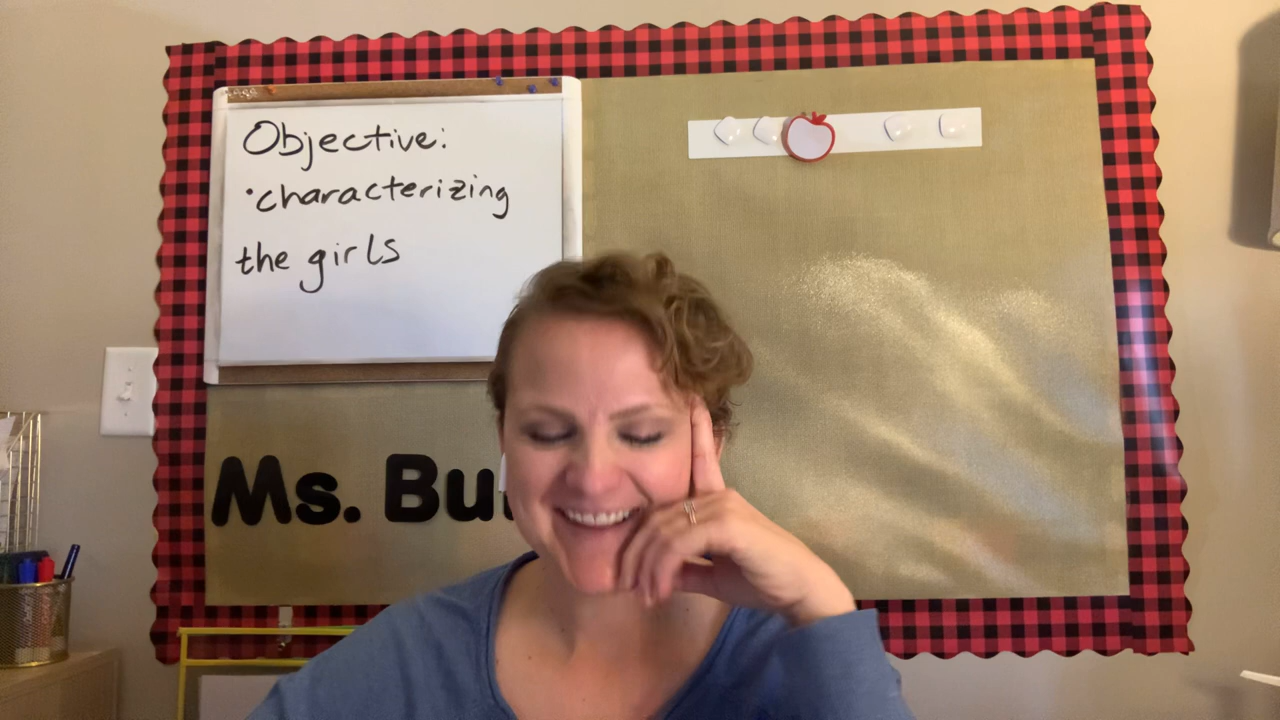 Objective:
•characterizing
the girls
Ms. Bu